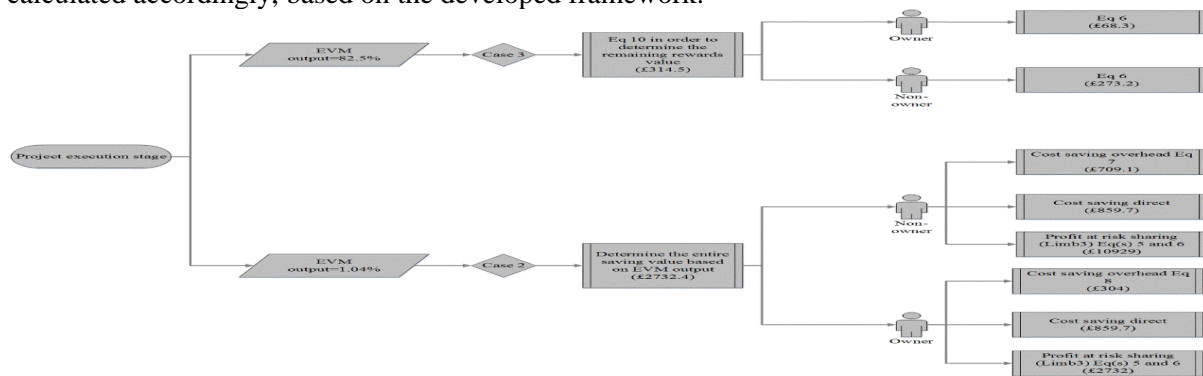 calculated accordingly, based on the developed framework.
EVM
output=82.5%
Case 3
Eq 10 in order to
determine the
remaining rewards
value
(£314.5)
Owner
Eq 6
(£68.3)
Non-
owner
Eq 6
(£273.2)
Project execution stage
EVM
output=1.04%
Case 2
Determine the entire
saving value based
on EVM output
(£2732.4)
Non-
owner
Cost saving overhead Eq
7
(£709.1)
Cost saving direct
(£859.7)
Profit at risk sharing
(Limb3) Eq(s) 5 and 6
(£10929)
Owner
Cost saving overhead Eq
8
(£304)
Cost saving direct
(£859.7)
Profit at risk sharing
(Limb3) Eq(s) 5 and 6
(£2732)